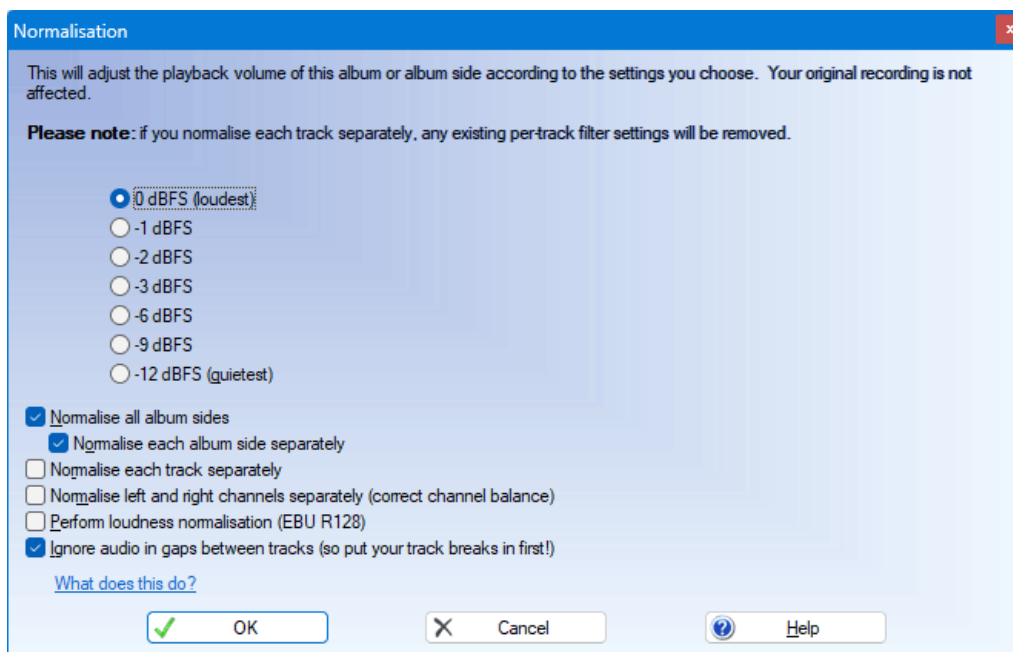 Normalisation
This will adjust the playback volume of this album or album side according to the settings you choose. Your original recording is not
affected.
Please note: if you normalise each track separately, any existing per-track filter settings will be removed.
0 dBFS (loudest)
-1 dBFS
-2 dBFS
-3 dBFS
-6 dBFS
-9 dBFS
-12 dBFS (quietest)
Normalise all album sides
Normalise each album side separately
Normalise each track separately
Normalise left and right channels separately (correct channel balance)
Perform loudness normalisation (EBU R128)
Ignore audio in gaps between tracks (so put your track breaks in first!)
What does this do?
OK
Cancel
Help